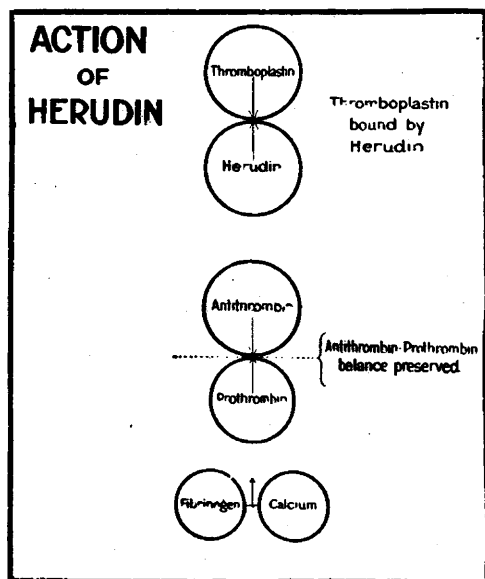 ACTION
OF
HERUDIN
Thromboplastin
Herudin
Thromboplastin
bound by
Herudin
Antithrombin
Prothrombin
Antithrombin-Prothrombin
balance preserved
Fibrinogen
Calcium